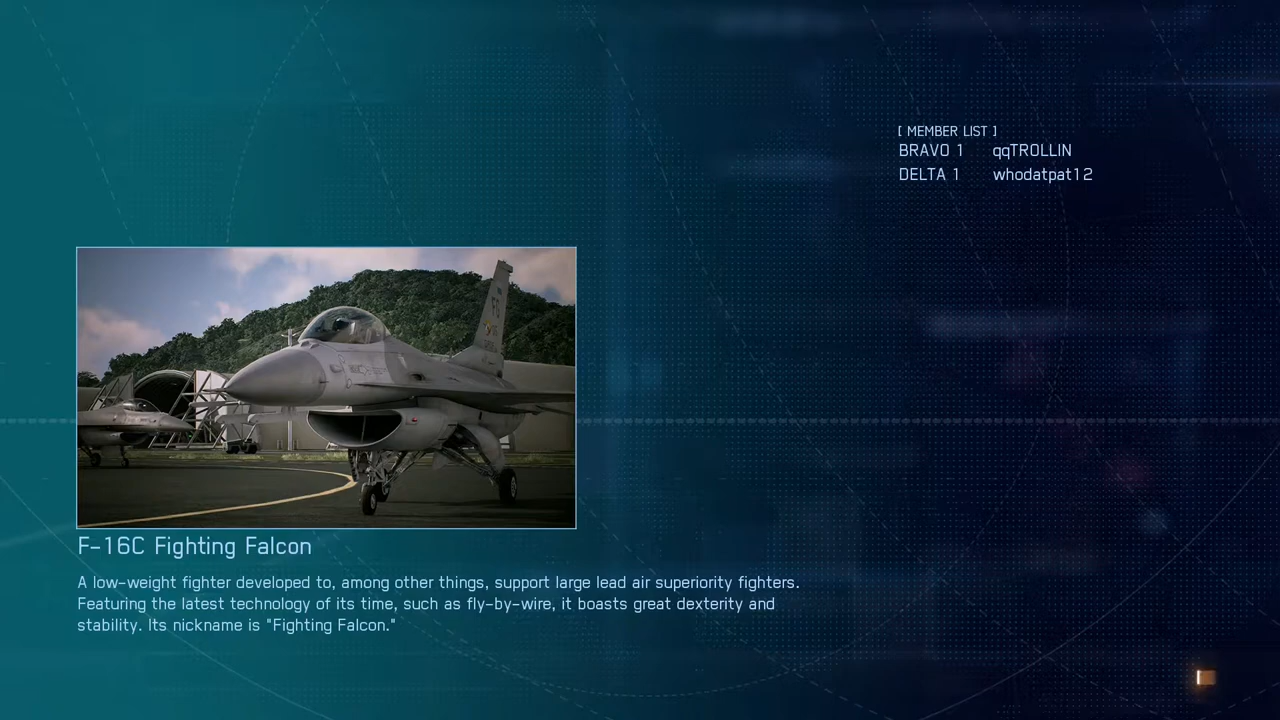 [ MEMBER LIST ]
BRAVO 1 qqTROLLIN
DELTA 1 whodatpat12
F-16C Fighting Falcon
A low-weight fighter developed to, among other things, support large lead air superiority fighters.
Featuring the latest technology of its time, such as fly-by-wire, it boasts great dexterity and
stability. Its nickname is "Fighting Falcon."